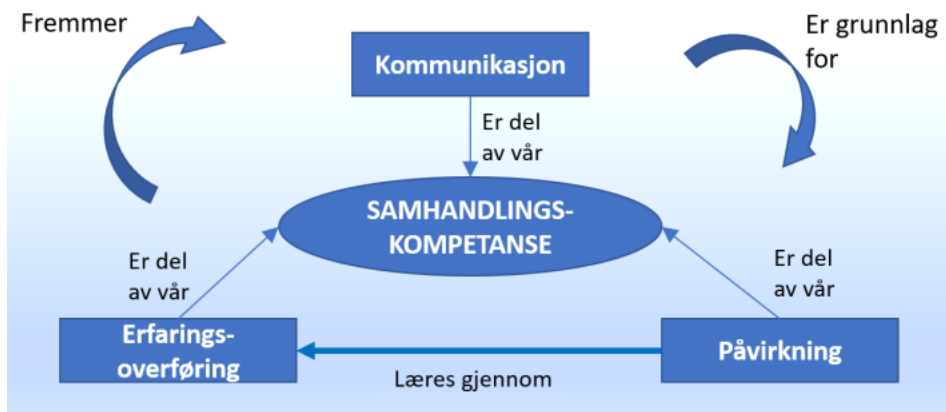 Fremmer
Er grunnlag
for
Kommunikasjon
Er del
av vår
SAMHANDLINGS-
KOMPETANSE
Er del
av vår
Er del
av vår
Erfarings-
overføring
Påvirkning
Læres gjennom